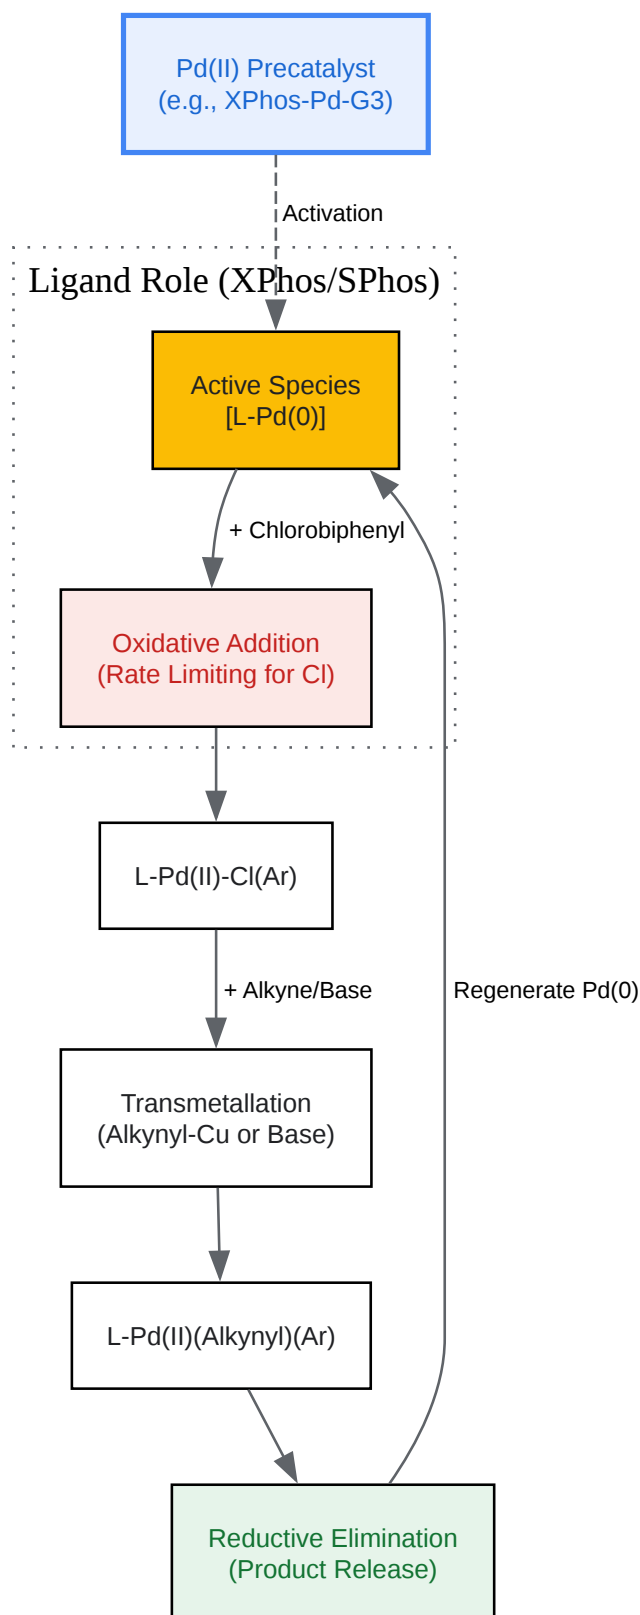 Pd(II) Precatalyst
(e.g., XPhos-Pd-G3)
Activation
Ligand Role (XPhos/SPhos)
Active Species
[L-Pd(0)]
+ Chlorobiphenyl
Oxidative Addition
(Rate Limiting for Cl)
L-Pd(II)-Cl(Ar)
+ Alkyne/Base
Regenerate Pd(0)
Transmetallation
(Alkynyl-Cu or Base)
L-Pd(II)(Alkynyl)(Ar)
Reductive Elimination
(Product Release)